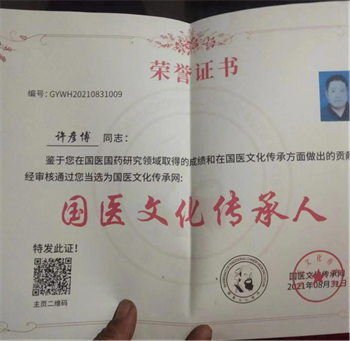 荣誉证书
编号:GYWH20210831009
许彦博 同志:
鉴于您在国医国药研究领域取得的成绩和在国医文化传承方面做出的贡献
经审核通过您当选为国医文化传承网:
国医文化传承人
特发此证!
主页二维码
国医文化传承网
2021年08月31日